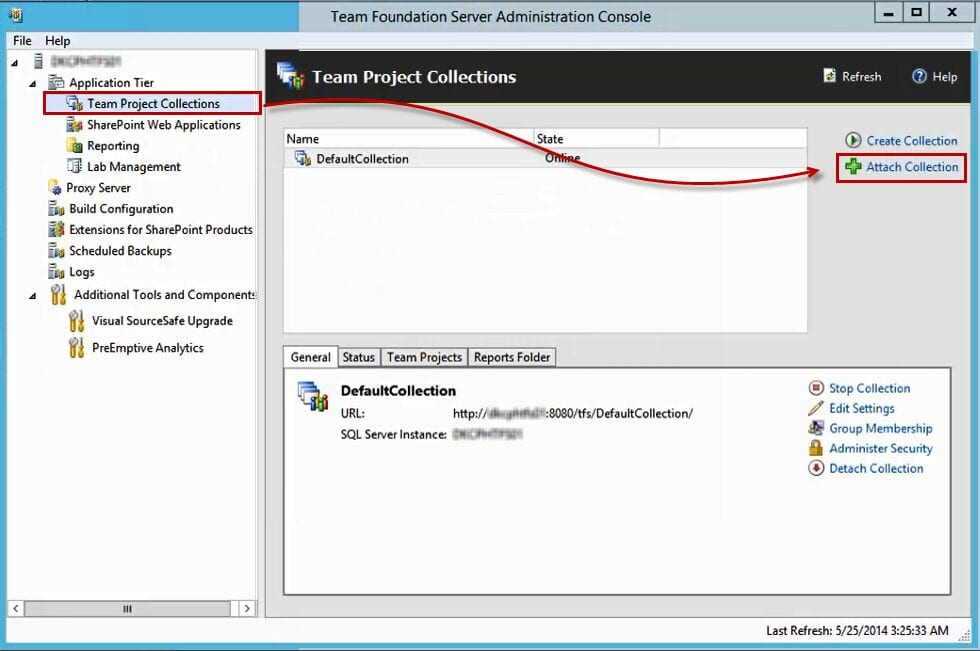 Team Foundation Server Administration Console
File Help
Application Tier
Team Project Collections
SharePoint Web Applications
Reporting
Lab Management
Proxy Server
Build Configuration
Extensions for SharePoint Products
Scheduled Backups
Logs
Additional Tools and Components
Visual SourceSafe Upgrade
PreEmptive Analytics
Team Project Collections
Refresh Help
Name State
DefaultCollection Online
Create Collection
Attach Collection
General Status Team Projects Reports Folder
DefaultCollection
URL: http:// :8080/tfs/DefaultCollection/
SQL Server Instance:
Stop Collection
Edit Settings
Group Membership
Administer Security
Detach Collection
Last Refresh: 5/25/2014 3:25:33 AM